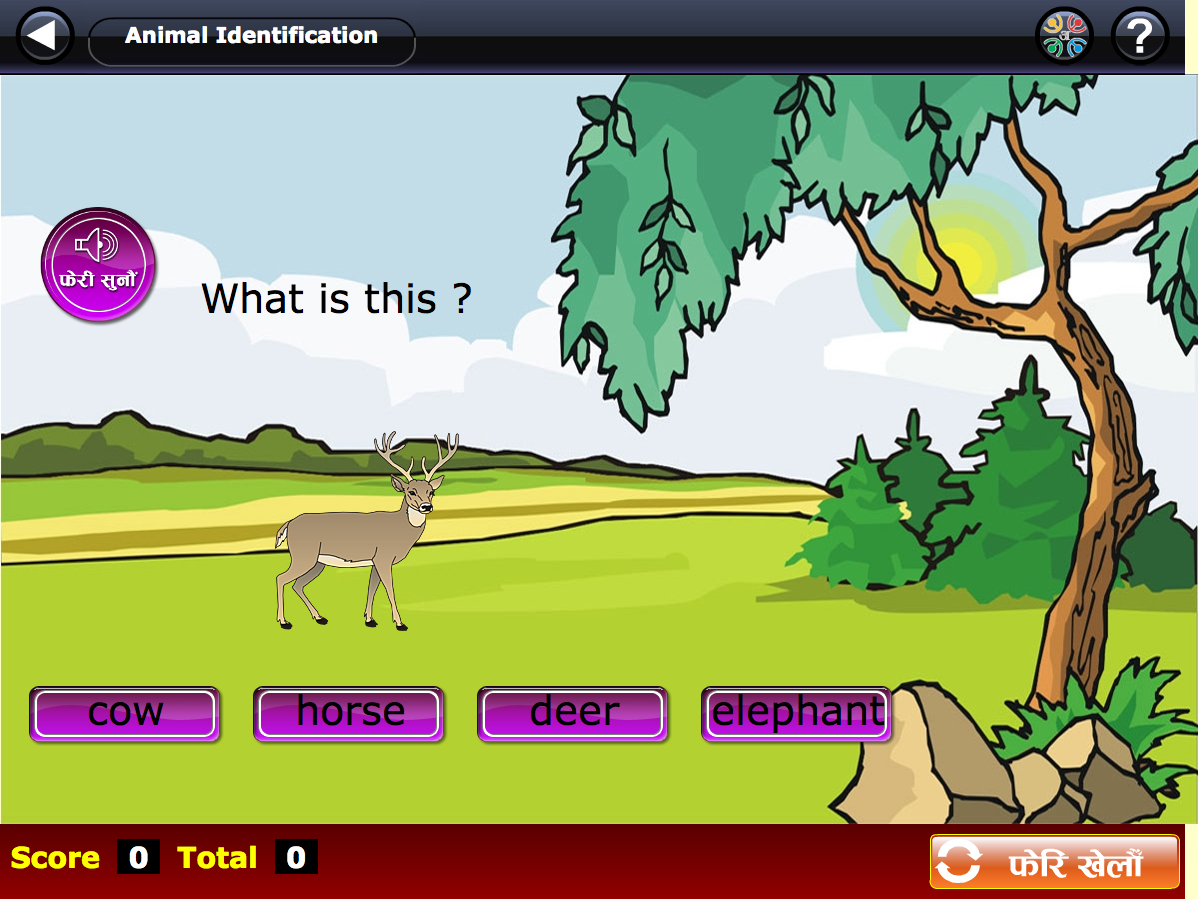 Animal Identification
?
फेरी सुनौं
What is this ?
cow
horse
deer
elephant
Score 0 Total 0
फेरि खेलौँ